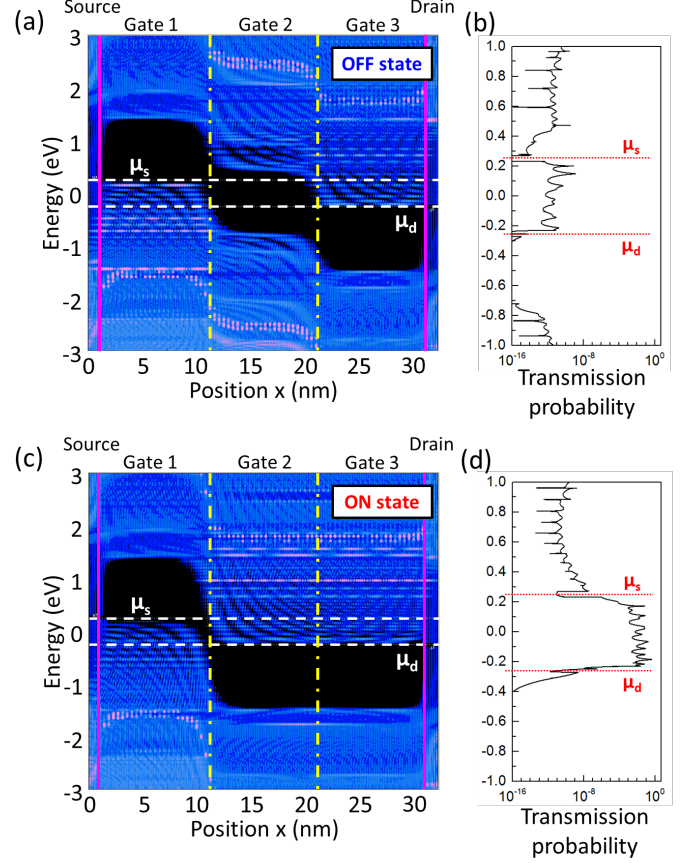 Source
Drain
(a)
Gate 1
Gate 2
Gate 3
(b)
3
2
1
0
-1
-2
-3
Energy (eV)
OFF state
μs
μd
0
5
10
15
20
25
30
Position x (nm)
1.0
0.8
0.6
0.4
0.2
0.0
-0.2
-0.4
-0.6
-0.8
-1.0
μs
μd
10-16
10-8
100
Transmission
probability
Source
Drain
(c)
Gate 1
Gate 2
Gate 3
(d)
3
2
1
0
-1
-2
-3
Energy (eV)
ON state
μs
μd
0
5
10
15
20
25
30
Position x (nm)
1.0
0.8
0.6
0.4
0.2
0.0
-0.2
0.4
0.6
0.8
1.0
μs
μd
10-16
10-8
100
Transmission
probability